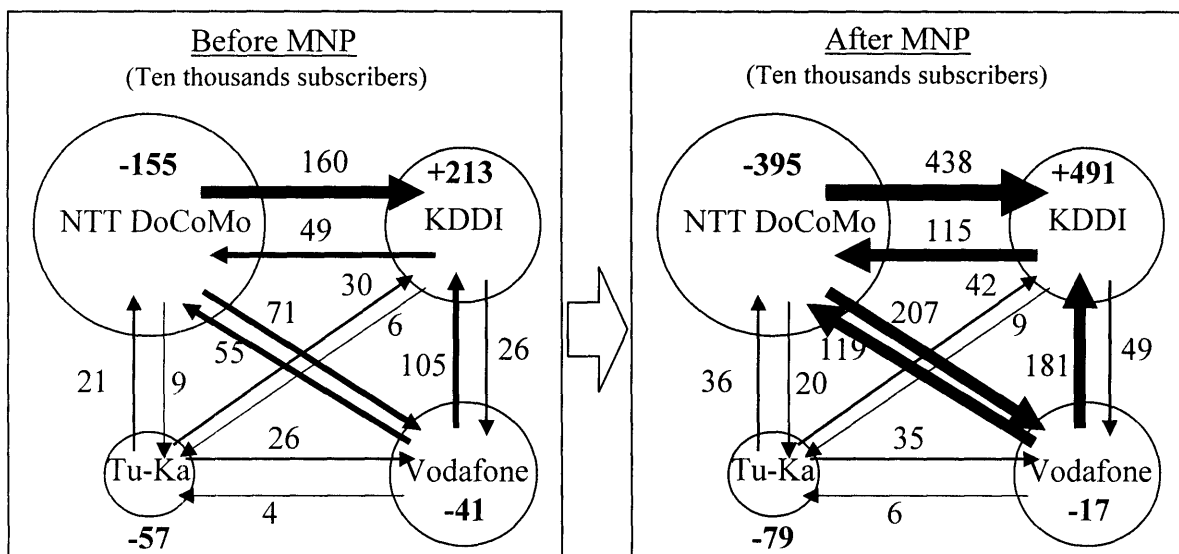 Before MNP
(Ten thousands subscribers)
-155
160
+213
NTT DoCoMo
KDDI
49
30
71
6
55
105
26
21
9
26
Tu-Ka
Vodafone
4
-41
-57
After MNP
(Ten thousands subscribers)
-395
438
+491
NTT DoCoMo
KDDI
115
42
207
9
119
181
49
36
20
35
Tu-Ka
Vodafone
6
-17
-79